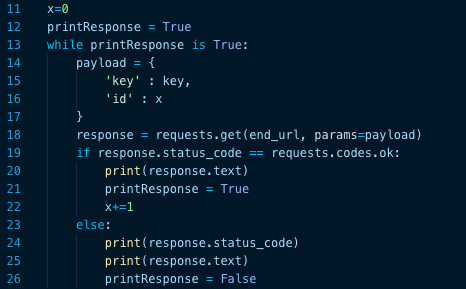 11 x=0
12 printResponse = True
13 while printResponse is True:
14     payload = {
15         'key' : key,
16         'id' : x
17     }
18     response = requests.get(end_url, params=payload)
19     if response.status_code == requests.codes.ok:
20         print(response.text)
21         printResponse = True
22         x+=1
23     else:
24         print(response.status_code)
25         print(response.text)
26         printResponse = False